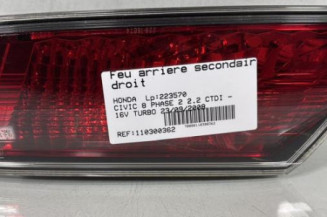 Feu arriere secondair
droit
HONDA Lp:223570
CIVIC 8 PHASE 2 2.2 CTDI -
16V TURBO 23/09/2008
REF:110300362